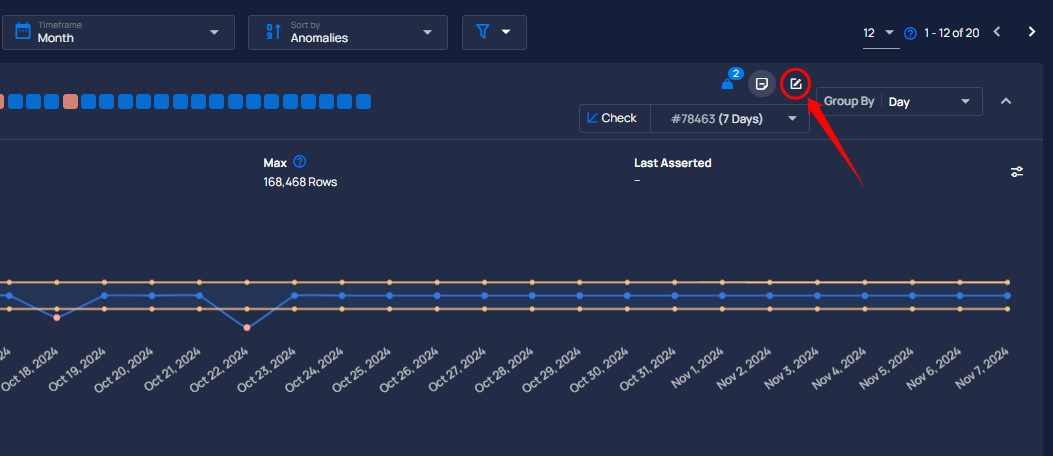 Timeframe
Month
Sort by
Anomalies
12
1 - 12 of 20
2
Group By
Day
Check
#78463 (7 Days)
Max
168,468 Rows
Last Asserted
–
Oct 18, 2024
Oct 19, 2024
Oct 20, 2024
Oct 21, 2024
Oct 22, 2024
Oct 23, 2024
Oct 24, 2024
Oct 25, 2024
Oct 26, 2024
Oct 27, 2024
Oct 28, 2024
Oct 29, 2024
Oct 30, 2024
Oct 31, 2024
Nov 1, 2024
Nov 2, 2024
Nov 3, 2024
Nov 4, 2024
Nov 5, 2024
Nov 6, 2024
Nov 7, 2024